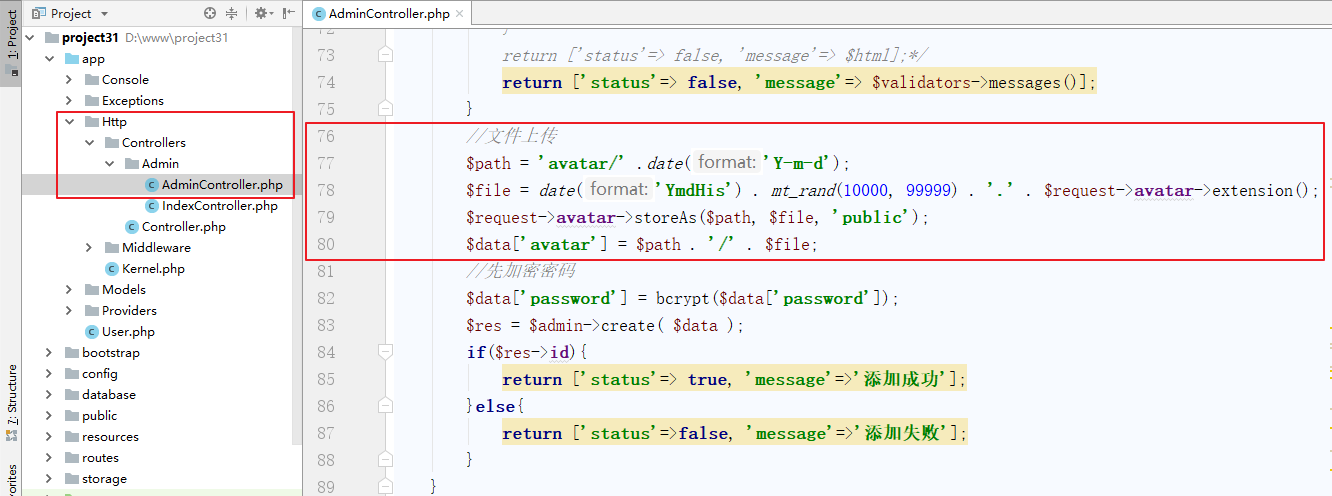 Project
AdminController.php
1: Project
7: Structure
vorites
project31 D:\www\project31
app
Console
Exceptions
Http
Controllers
Admin
AdminController.php
IndexController.php
Controller.php
Middleware
Kernel.php
Models
Providers
User.php
bootstrap
config
database
public
resources
routes
storage
72 }
73 return ['status'=> false, 'message'=> $html];*/
74 return ['status'=> false, 'message'=> $validators->messages()];
75 }
76 //文件上传
77 $path = 'avatar/' .date( format: 'Y-m-d');
78 $file = date( format: 'YmdHis') . mt_rand(10000, 99999) . '.' . $request->avatar->extension();
79 $request->avatar->storeAs($path, $file, 'public');
80 $data['avatar'] = $path . '/' . $file;
81 //先加密密码
82 $data['password'] = bcrypt($data['password']);
83 $res = $admin->create( $data );
84 if($res->id){
85 return ['status'=> true, 'message'=>'添加成功'];
86 }else{
87 return ['status'=>false, 'message'=>'添加失败'];
88 }
89 }